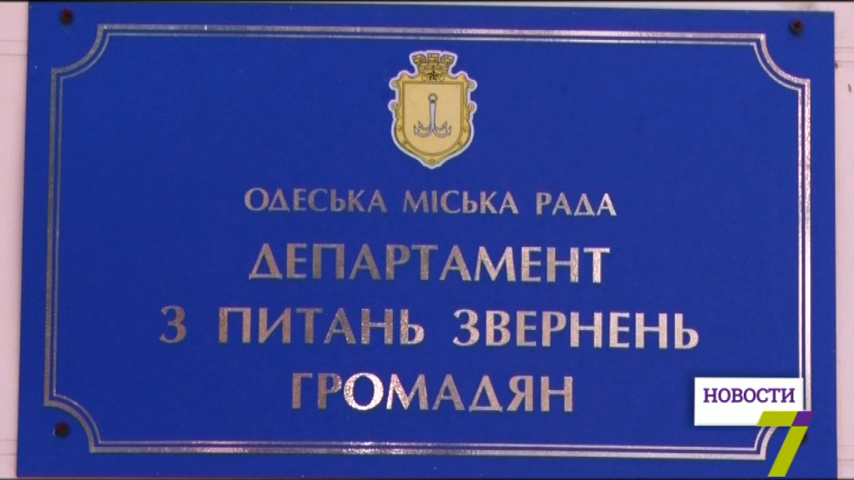 ОДЕСЬКА МІСЬКА РАДА
ДЕПАРТАМЕНТ
З ПИТАНЬ ЗВЕРНЕНЬ
ГРОМАДЯН
НОВОСТИ
7